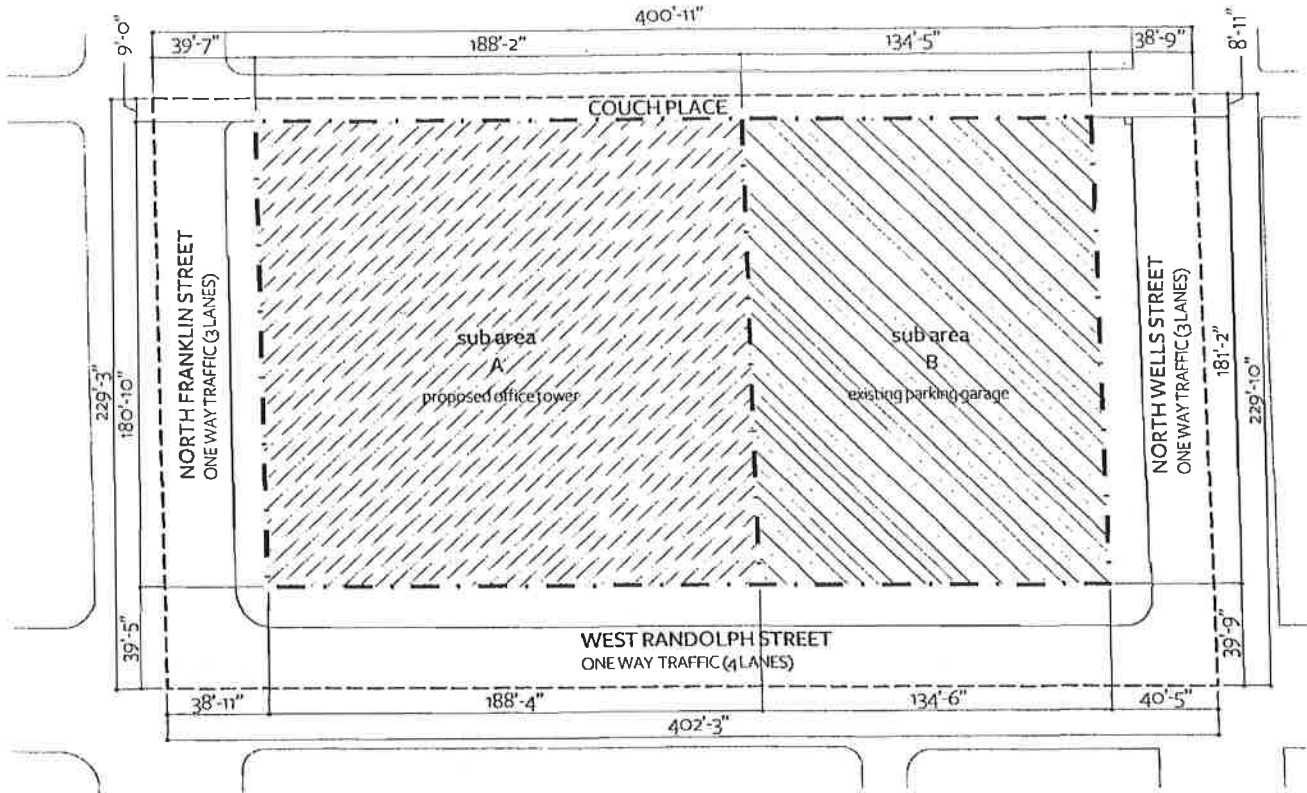 400'-11"
9'-0"
39'-7"
188'-2"
134'-5"
38'-9"
8'-11"
COUCH PLACE
NORTH FRANKLIN STREET
ONE WAY TRAFFIC (3 LANES)
229'-3"
180'-10"
39'-5"
sub area
A
proposed office tower
sub area
B
existing parking garage
NORTH WELLS STREET
ONE WAY TRAFFIC (3 LANES)
181'-2"
229'-10"
39'-9"
WEST RANDOLPH STREET
ONE WAY TRAFFIC (4 LANES)
38'-11"
188'-4"
134'-6"
40'-5"
402'-3"